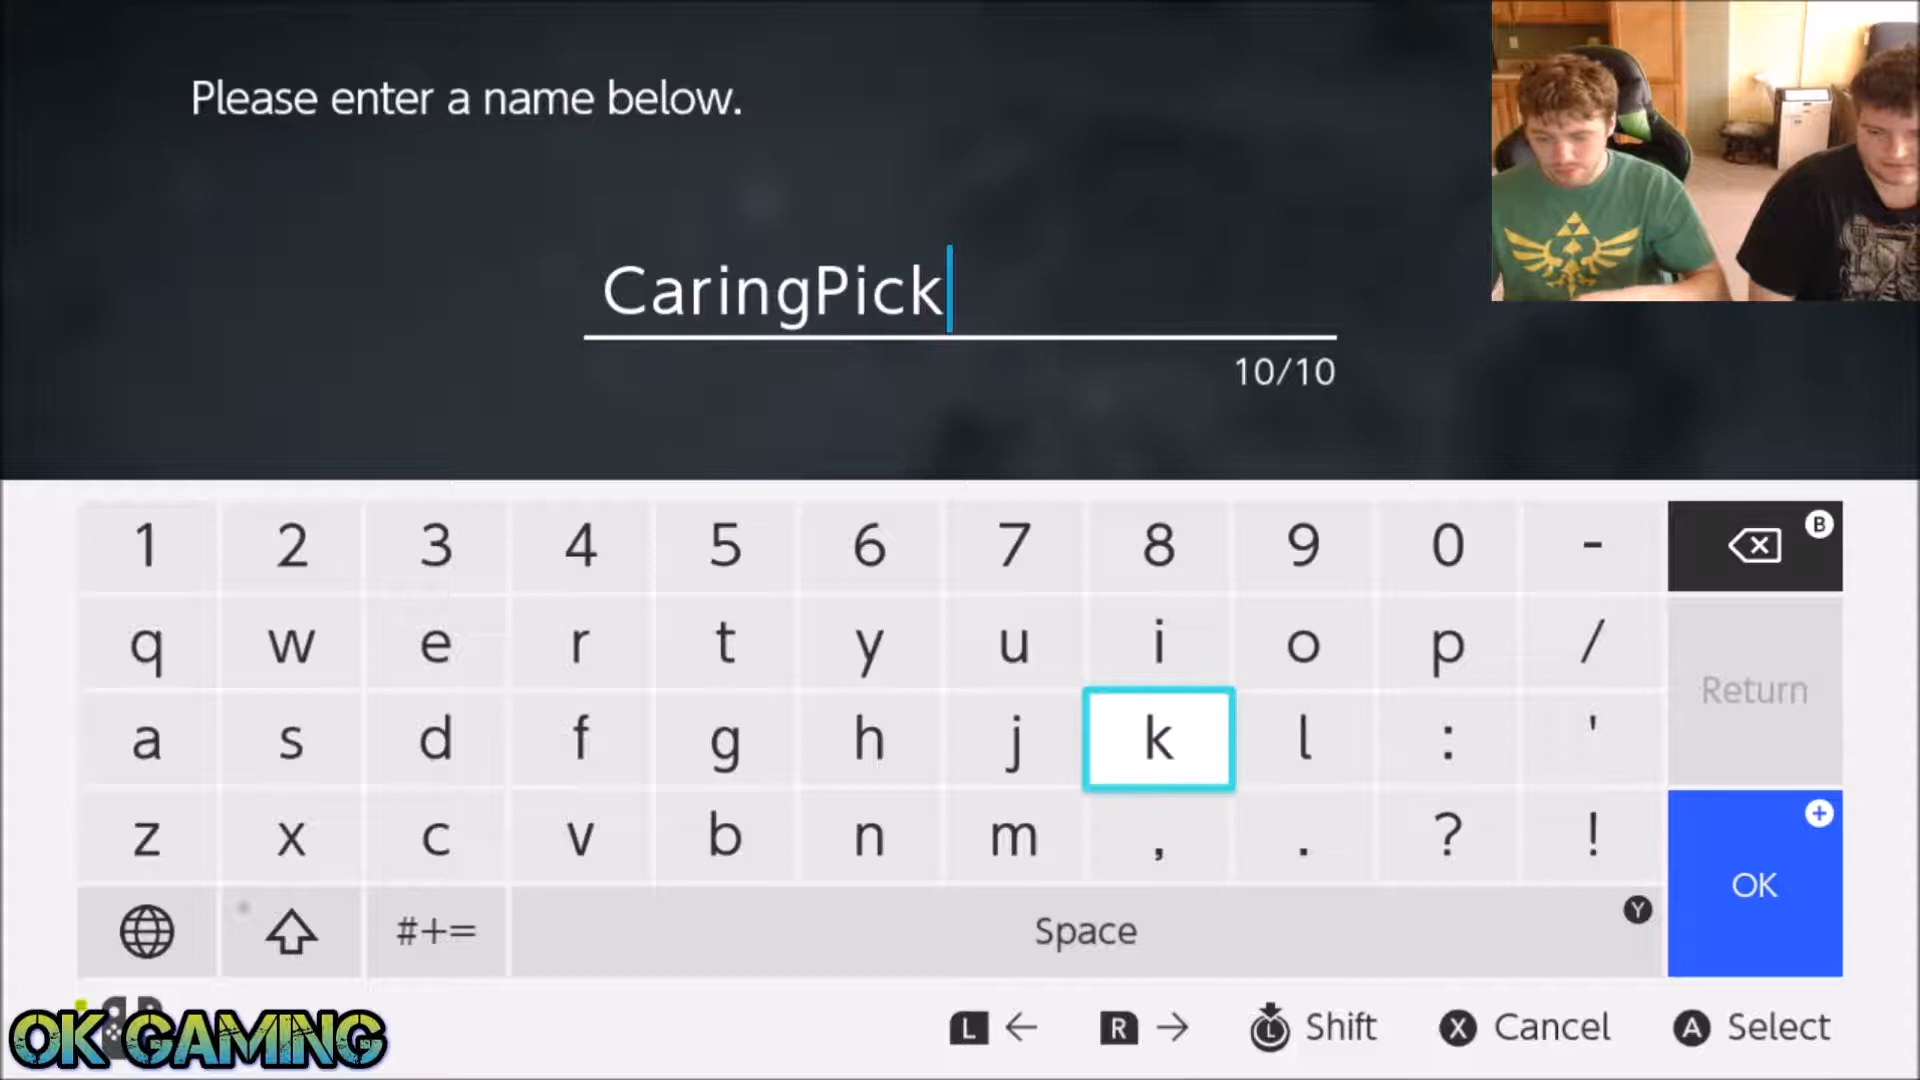 Please enter a name below.
CaringPick
10/10
1 2 3 4 5 6 7 8 9 0 - B
q w e r t y u i o p /
Return
a s d f g h j k l : '
z x c v b n m , . ? ! +
OK
#+= Space Y
L ← R → L Shift X Cancel A Select
OK GAMING